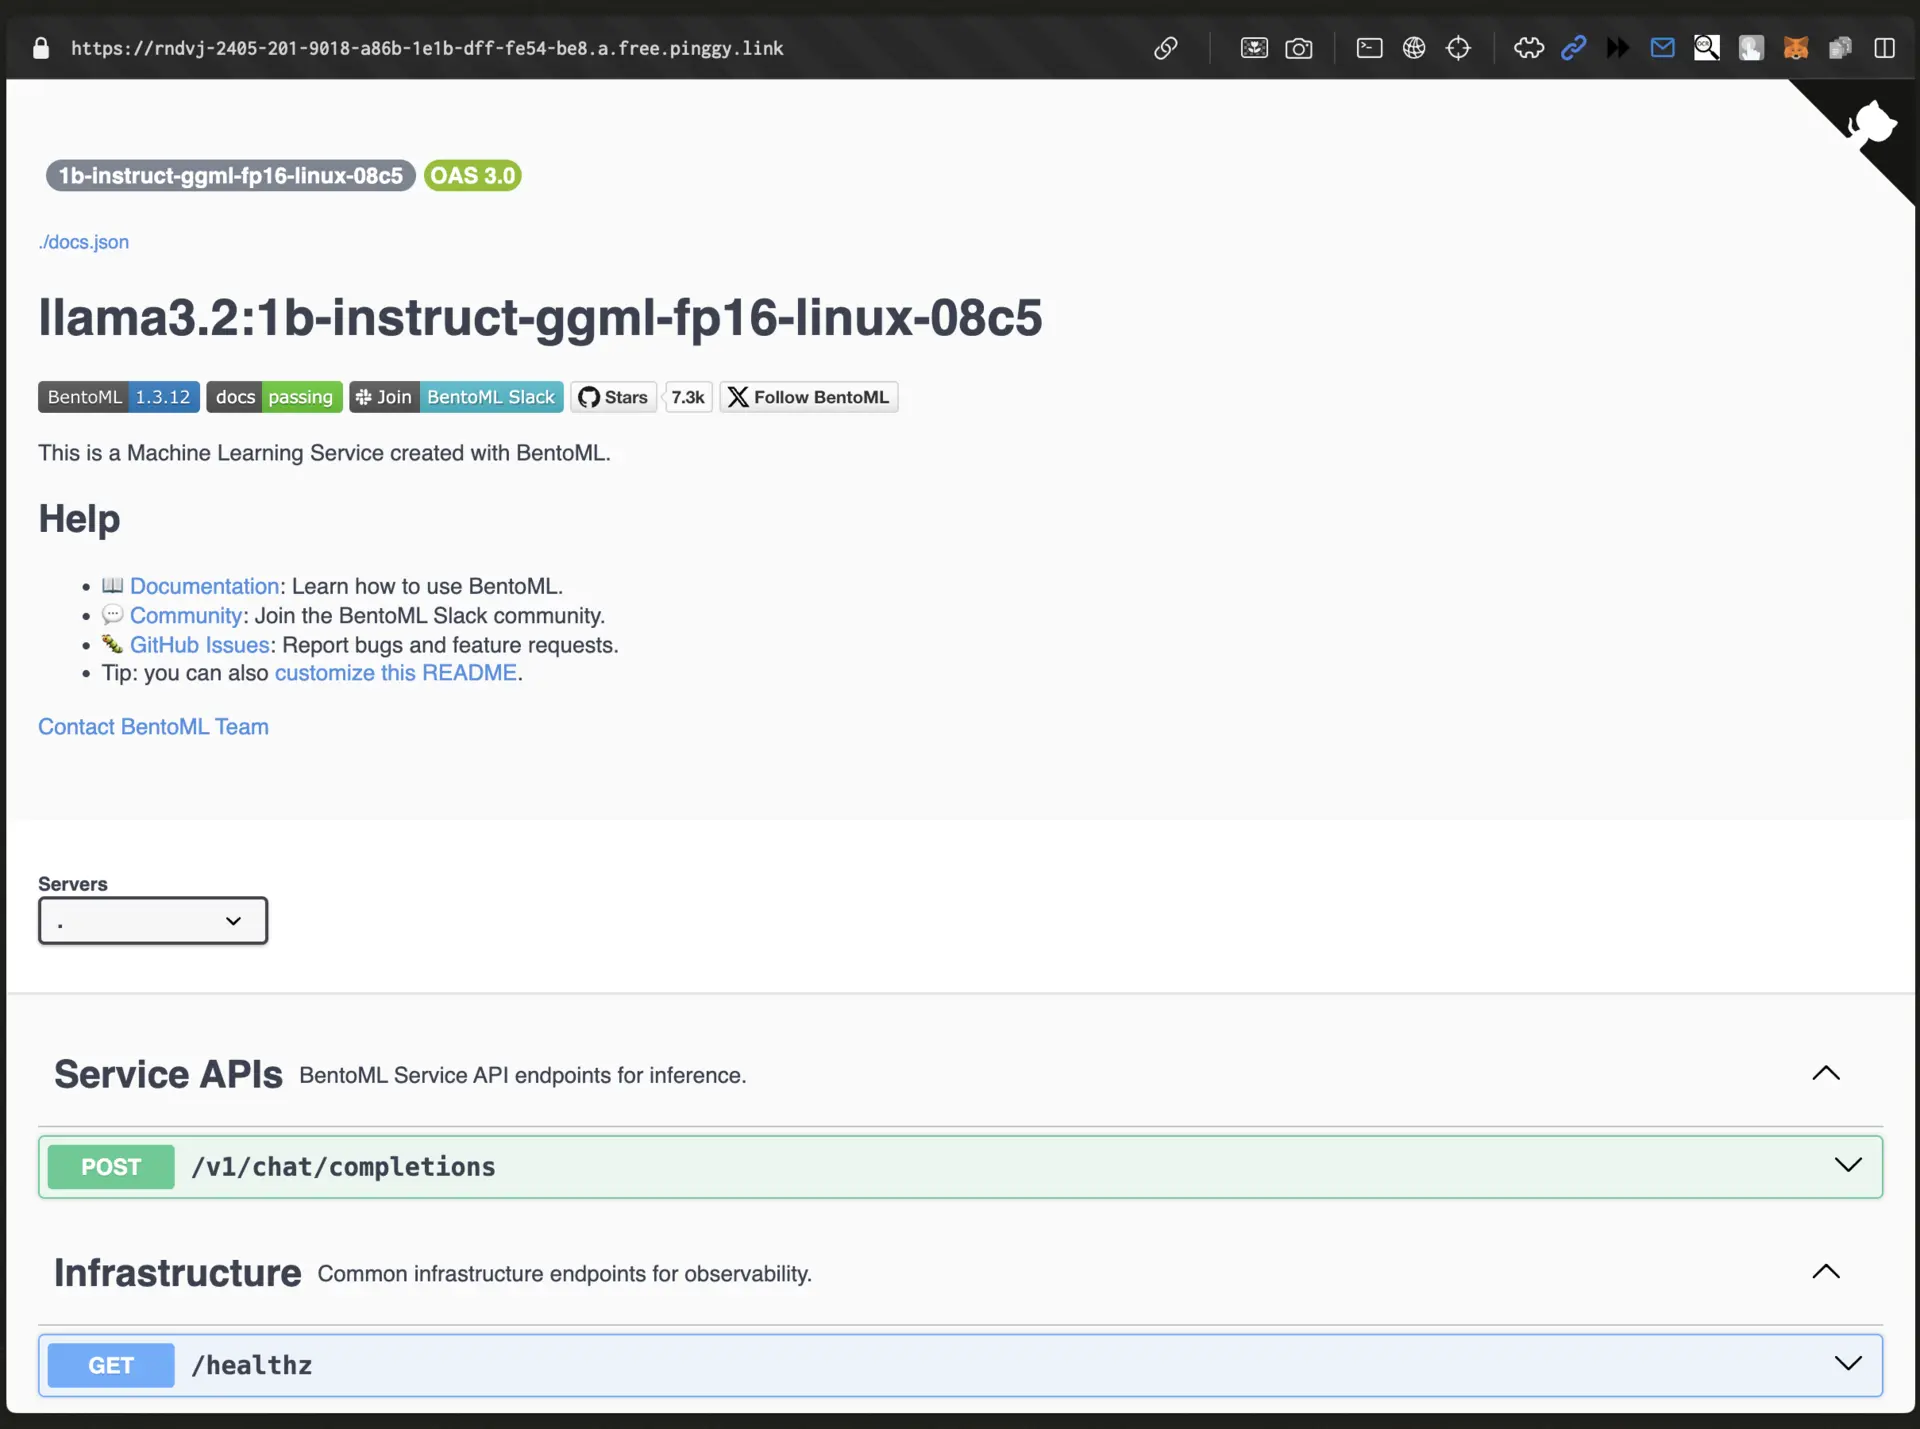 https://rndvj-2405-201-9018-a86b-1e1b-dff-fe54-be8.a.free.pinggy.link
1b-instruct-ggml-fp16-linux-08c5 OAS 3.0
./docs.json
llama3.2:1b-instruct-ggml-fp16-linux-08c5
BentoML 1.3.12 docs passing Join BentoML Slack Stars 7.3k Follow BentoML
This is a Machine Learning Service created with BentoML.
Help
• 📖 Documentation: Learn how to use BentoML.
• 💬 Community: Join the BentoML Slack community.
• 🐛 GitHub Issues: Report bugs and feature requests.
• Tip: you can also customize this README.
Contact BentoML Team
Servers
.
Service APIs BentoML Service API endpoints for inference.
POST /v1/chat/completions
Infrastructure Common infrastructure endpoints for observability.
GET /healthz